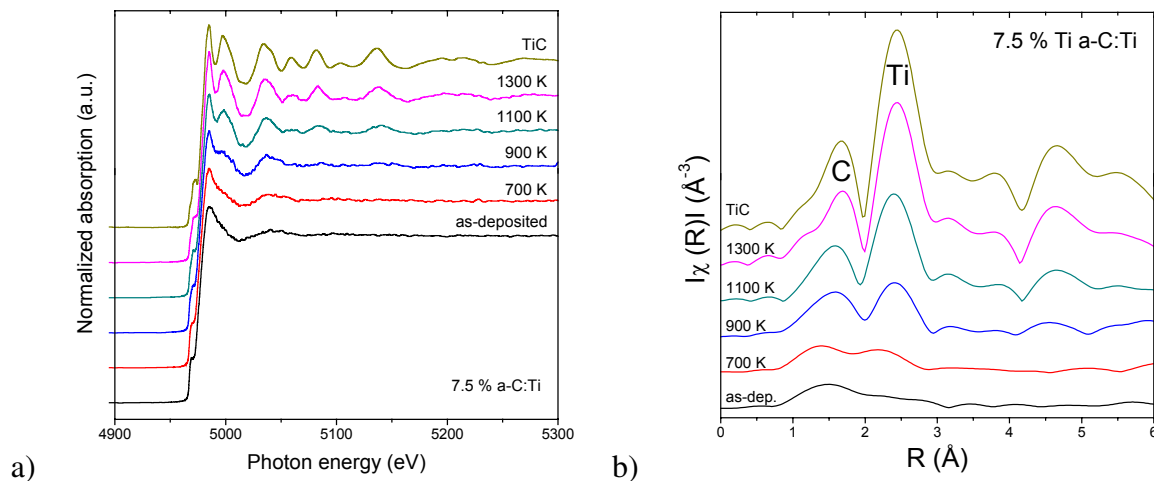 TiC
1300 K
1100 K
900 K
700 K
as-deposited
7.5 % a-C:Ti
Normalized absorption (a.u.)
4900 5000 5100 5200 5300
Photon energy (eV)
a)
7.5 % Ti a-C:Ti
Ti
C
TiC
1300 K
1100 K
900 K
700 K
as-dep.
Iχ (R)I (Å-3)
0 1 2 3 4 5 6
R (Å)
b)